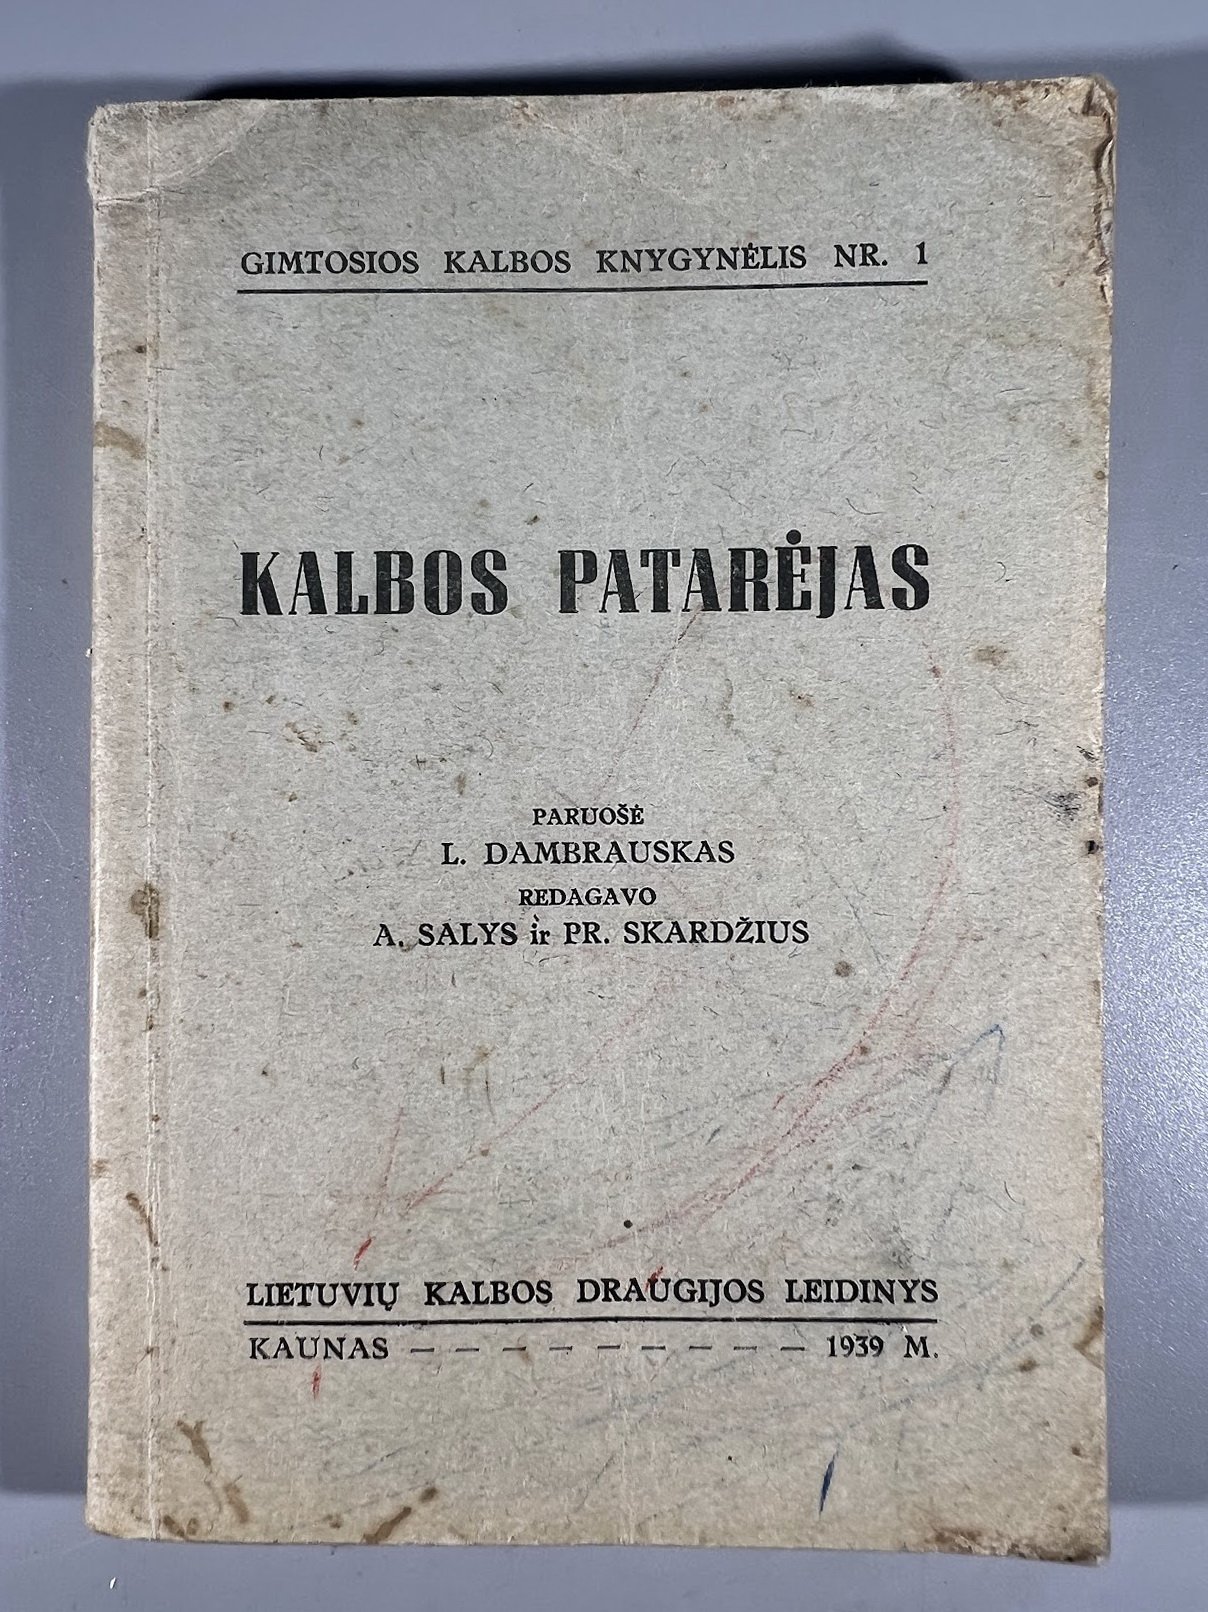 GIMTOSIOS KALBOS KNYGYNĖLIS NR. 1
KALBOS PATARĖJAS
PARUOŠĖ
L. DAMBRAUSKAS
REDAGAVO
A. SALYS ir PR. SKARDŽIUS
LIETUVIŲ KALBOS DRAUGIJOS LEIDINYS
KAUNAS — — — — — — — — — 1939 M.